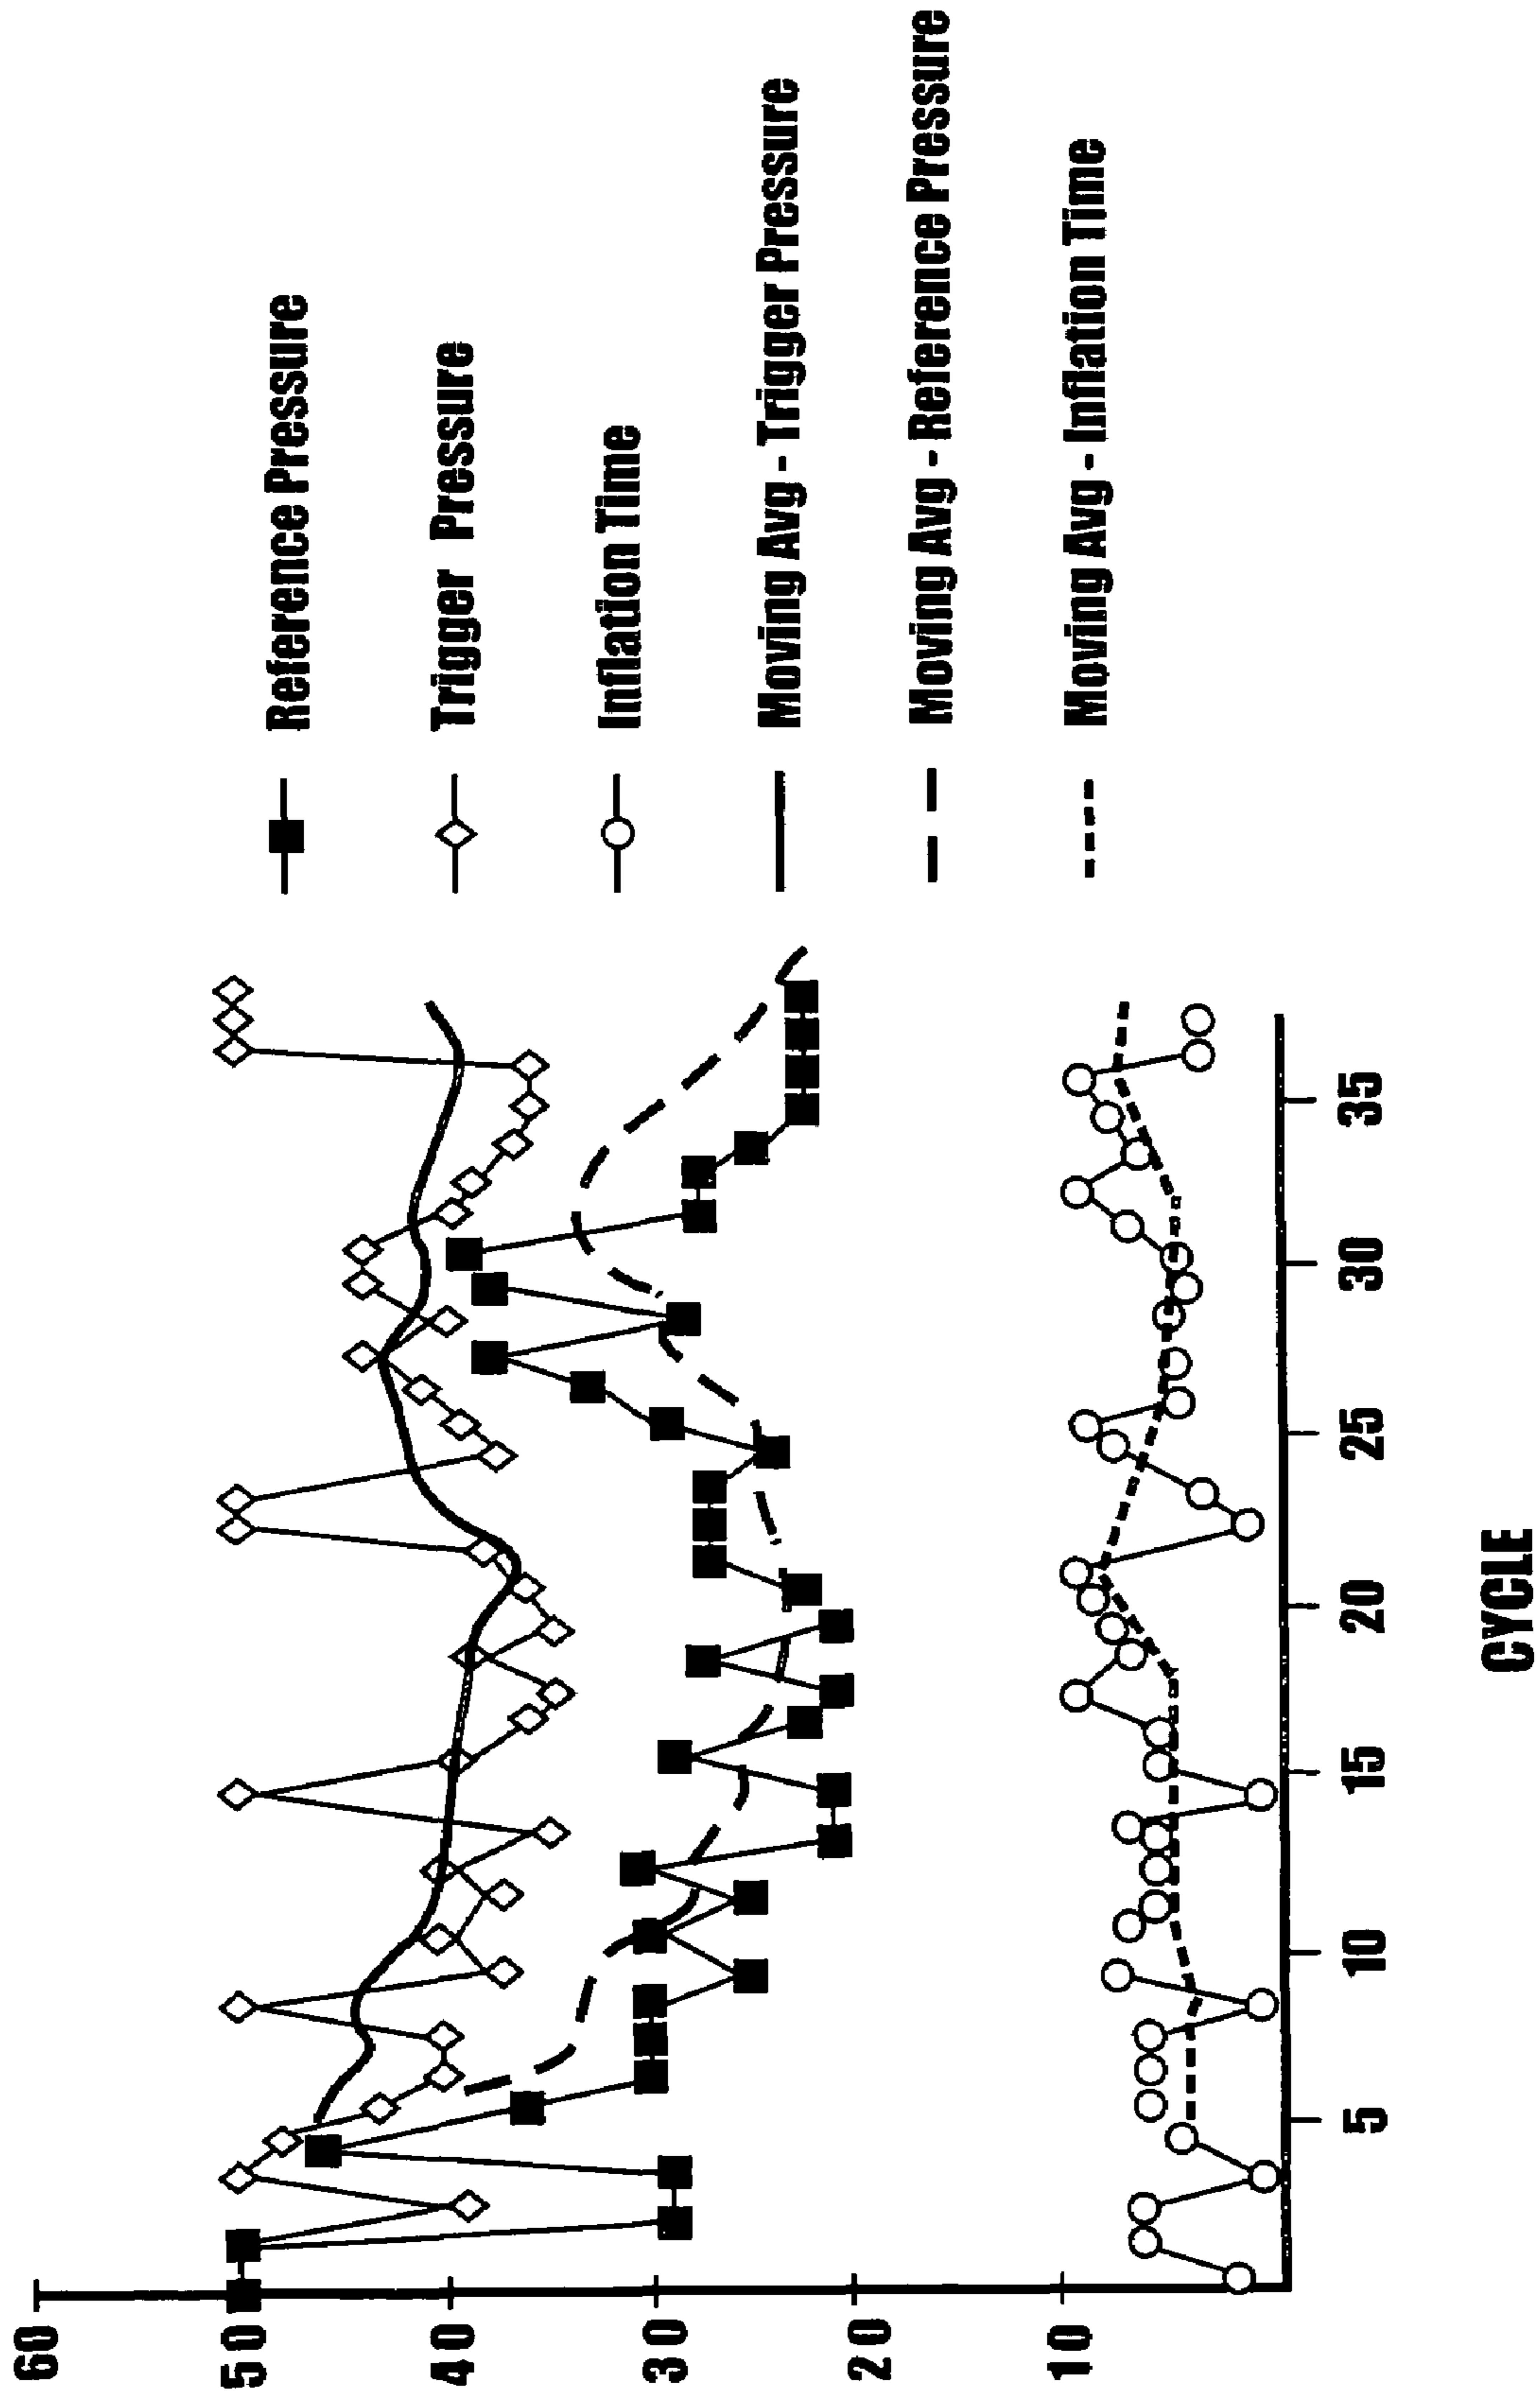 60
50
40
30
20
10
5
10
15
20
25
30
35
CYCLE
Reference Pressure
Trigger Pressure
Inflation Time
Moving Avg - Trigger Pressure
Moving Avg - Reference Pressure
Moving Avg - Inflation Time